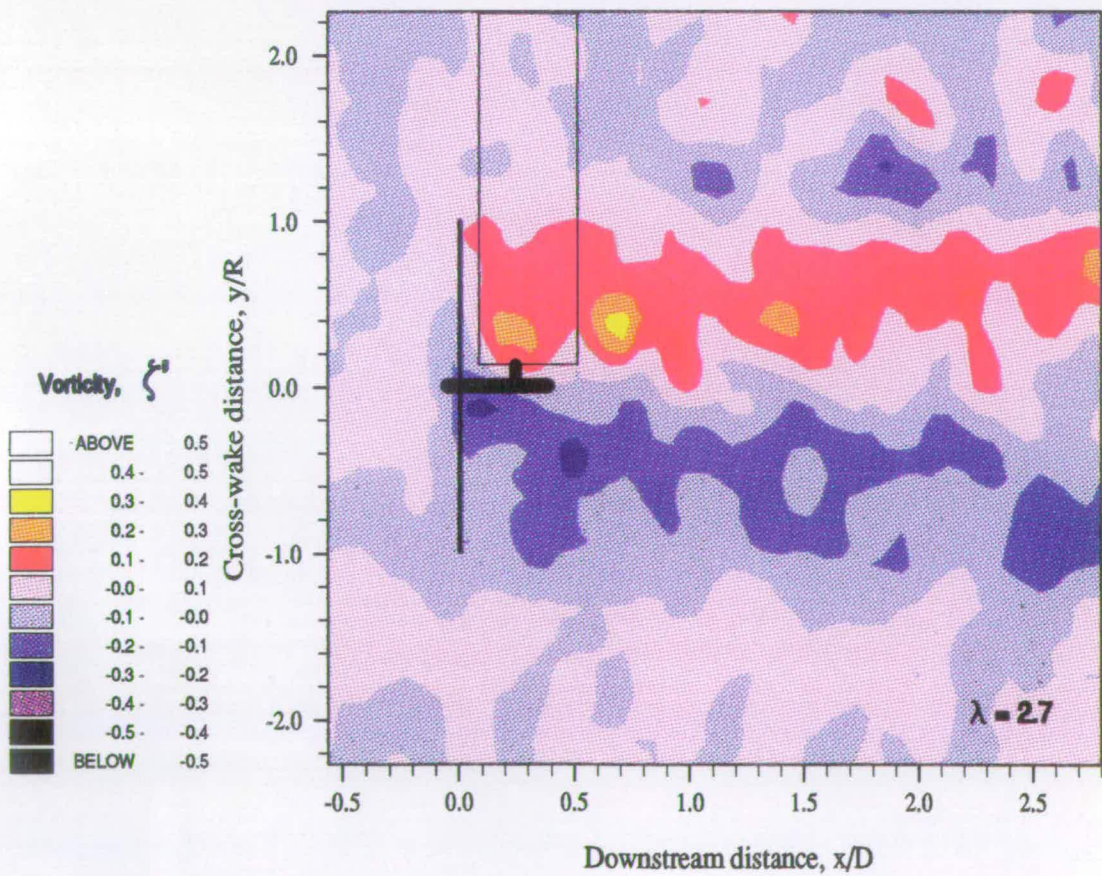 2.0
1.0
0.0
-1.0
-2.0
Cross-wake distance, y/R
-0.5 0.0 0.5 1.0 1.5 2.0 2.5
Downstream distance, x/D
λ = 2.7
Vorticity,
ABOVE 0.5
0.4 - 0.5
0.3 - 0.4
0.2 - 0.3
0.1 - 0.2
-0.0 - 0.1
-0.1 - -0.0
-0.2 - -0.1
-0.3 - -0.2
-0.4 - -0.3
-0.5 - -0.4
BELOW -0.5